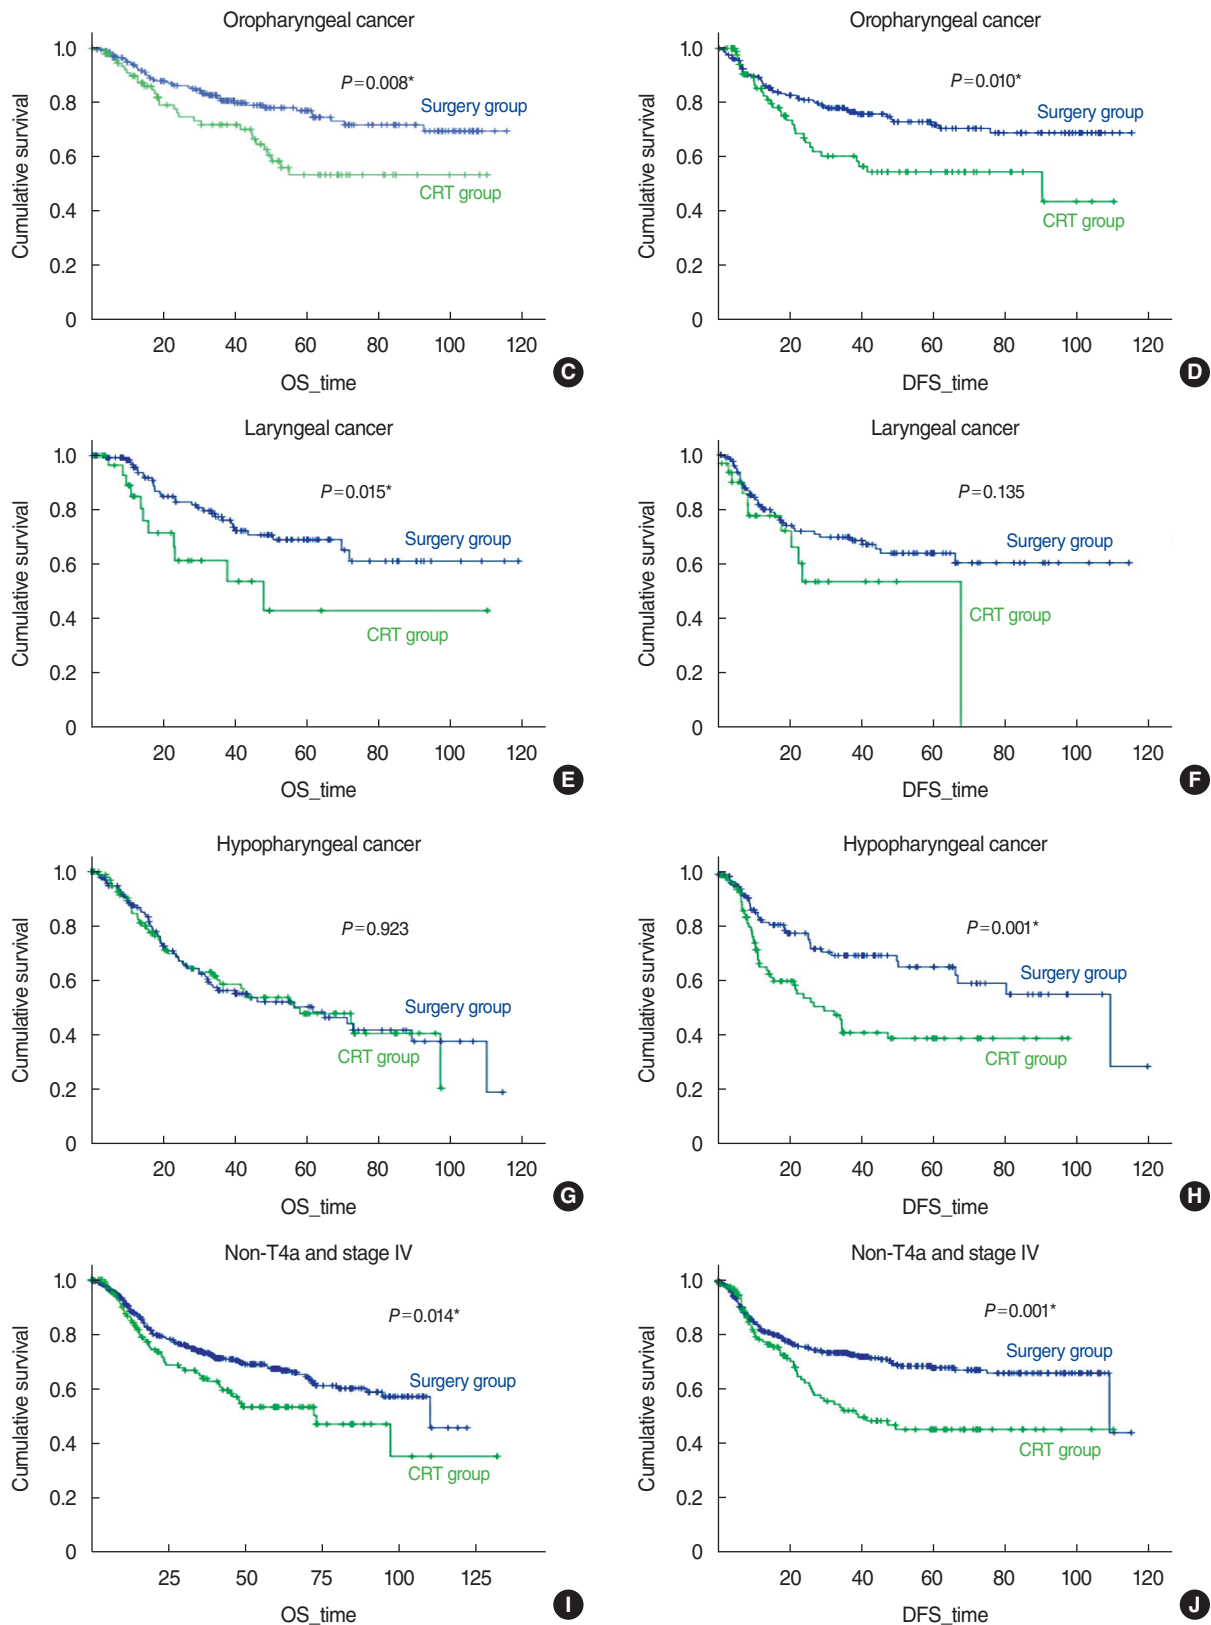 Oropharyngeal cancer
1.0
0.8
0.6
0.4
0.2
0
Cumulative survival
P=0.008*
Surgery group
CRT group
20 40 60 80 100 120
OS_time
C
Oropharyngeal cancer
1.0
0.8
0.6
0.4
0.2
0
Cumulative survival
P=0.010*
Surgery group
CRT group
20 40 60 80 100 120
DFS_time
D
Laryngeal cancer
1.0
0.8
0.6
0.4
0.2
0
Cumulative survival
P=0.015*
Surgery group
CRT group
20 40 60 80 100 120
OS_time
E
Laryngeal cancer
1.0
0.8
0.6
0.4
0.2
0
Cumulative survival
P=0.135
Surgery group
CRT group
20 40 60 80 100 120
DFS_time
F
Hypopharyngeal cancer
1.0
0.8
0.6
0.4
0.2
0
Cumulative survival
P=0.923
Surgery group
CRT group
20 40 60 80 100 120
OS_time
G
Hypopharyngeal cancer
1.0
0.8
0.6
0.4
0.2
0
Cumulative survival
P=0.001*
Surgery group
CRT group
20 40 60 80 100 120
DFS_time
H
Non-T4a and stage IV
1.0
0.8
0.6
0.4
0.2
0
Cumulative survival
P=0.014*
Surgery group
CRT group
25 50 75 100 125
OS_time
I
Non-T4a and stage IV
1.0
0.8
0.6
0.4
0.2
0
Cumulative survival
P=0.001*
Surgery group
CRT group
20 40 60 80 100 120
DFS_time
J